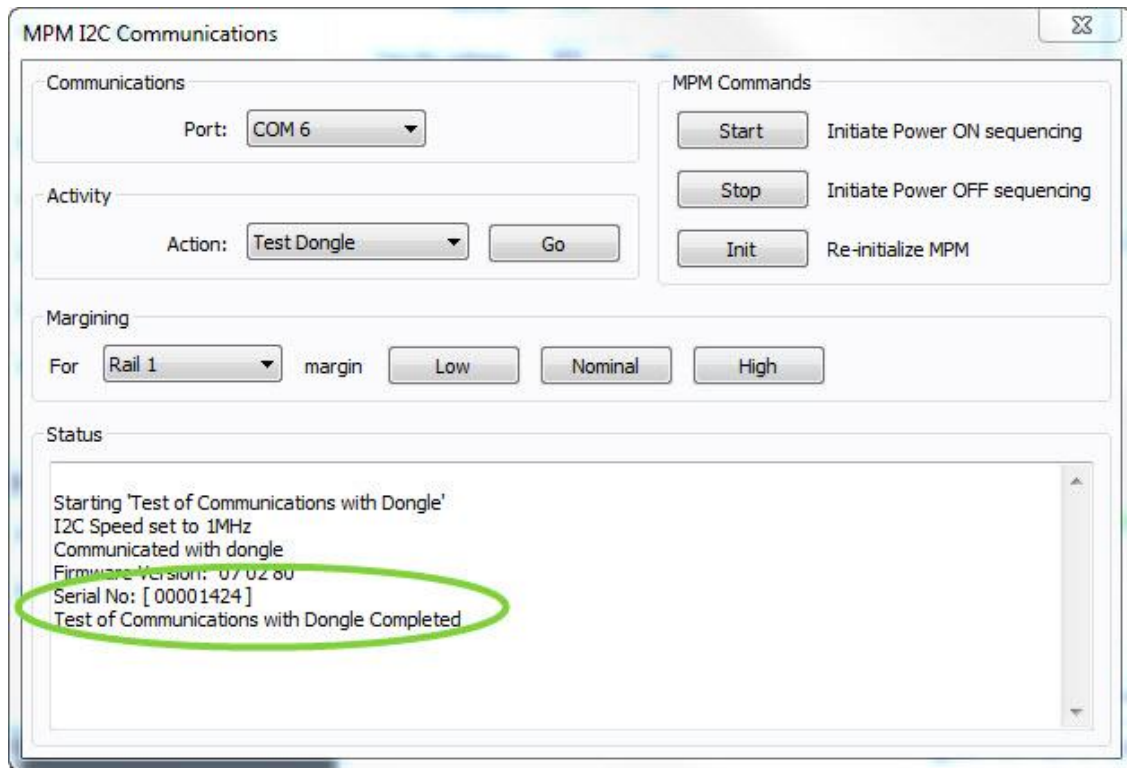 MPM I2C Communications
Communications
Port: COM 6
Activity
Action: Test Dongle Go
MPM Commands
Start Initiate Power ON sequencing
Stop Initiate Power OFF sequencing
Init Re-initialize MPM
Margining
For Rail 1 margin Low Nominal High
Status
Starting 'Test of Communications with Dongle'
I2C Speed set to 1MHz
Communicated with dongle
Firmware Version: 07 02 80
Serial No: [ 00001424 ]
Test of Communications with Dongle Completed